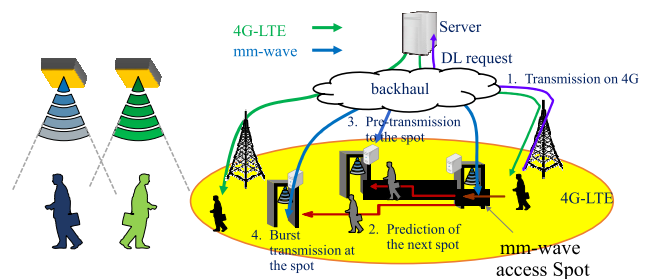 4G-LTE
mm-wave
Server
DL request
1. Transmission on 4G
backhaul
3. Pre-transmission
to the spot
4G-LTE
2. Prediction of
the next spot
4. Burst
transmission at
the spot
mm-wave
access Spot